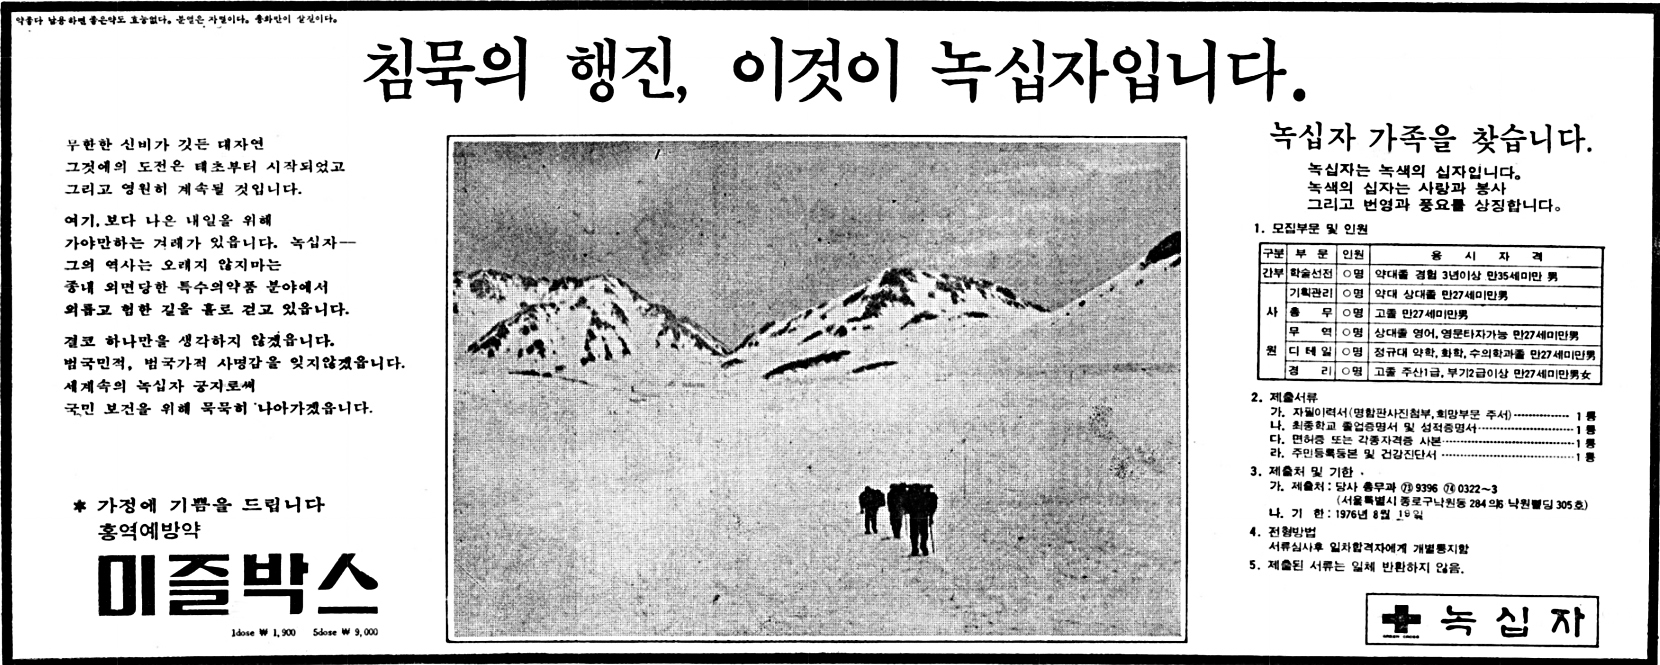 약좋다 남용하면 좋은약도 효능없다. 분열은 자멸이다. 총화만이 살길이다.
침묵의 행진, 이것이 녹십자입니다.
무한한 신비가 깃든 대자연
그것에의 도전은 태초부터 시작되었고
그리고 영원히 계속될 것입니다.
여기, 보다 나은 내일을 위해
가야만하는 겨레가 있읍니다. 녹십자──
그의 역사는 오래지 않지마는
종내 외면당한 특수의약품 분야에서
외롭고 험한 길을 홀로 걷고 있읍니다.
결코 하나만을 생각하지 않겠읍니다.
범국민적, 범국가적 사명감을 잊지않겠읍니다.
세계속의 녹십자 긍지로써
국민 보건을 위해 묵묵히 나아가겠읍니다.
* 가정에 기쁨을 드립니다
홍역예방약
미즐박스
1dose ₩ 1,900 5dose ₩ 9,000
녹십자 가족을 찾습니다.
녹십자는 녹색의 십자입니다.
녹색의 십자는 사랑과 봉사
그리고 번영과 풍요를 상징합니다.
1. 모집부문 및 인원
구분 부문 인원 응시자격
간부 학술선전 ○명 약대졸 경험 3년이상 만35세미만 男
사원 기획관리 ○명 약대 상대졸 만27세미만男
총무 ○명 고졸 만27세미만男
무역 ○명 상대졸 영어, 영문타자가능 만27세미만男
디테일 ○명 정규대 약학, 화학, 수의학과졸 만27세미만男
경리 ○명 고졸 주산1급, 부기2급이상 만27세미만男女
2. 제출서류
가. 자필이력서(명함판사진첨부, 희망부문 주서) 1통
나. 최종학교 졸업증명서 및 성적증명서 1통
다. 면허증 또는 각종자격증 사본 1통
라. 주민등록등본 및 건강진단서 1통
3. 제출처 및 기한
가. 제출처 : 당사 총무과 ㊆ 9396 ㊆ 0322~3
(서울특별시 종로구낙원동 284의6 낙원빌딩 305호)
나. 기 한 : 1976년 8월 19일
4. 전형방법
서류심사후 일차합격자에게 개별통지함
5. 제출된 서류는 일체 반환하지 않음.
GREEN CROSS
녹십자